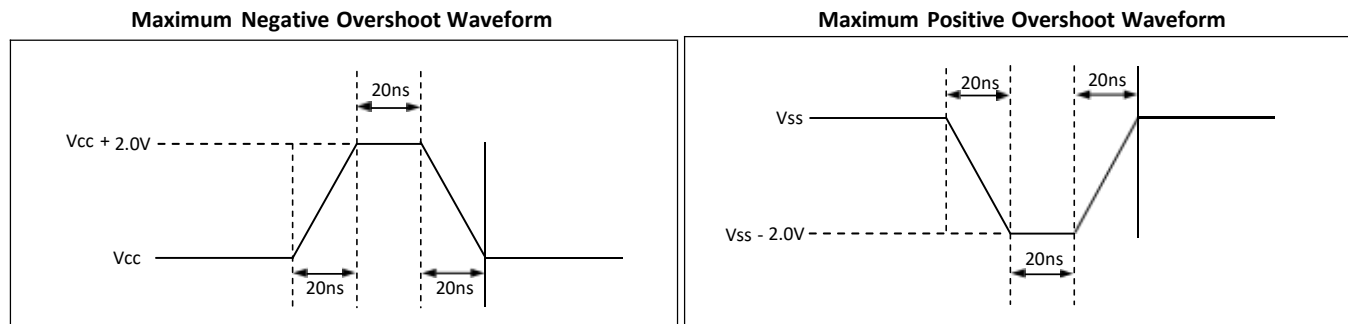 Maximum Negative Overshoot Waveform
20ns
Vcc + 2.0V
Vcc
20ns
20ns
Maximum Positive Overshoot Waveform
20ns
20ns
Vss
Vss - 2.0V
20ns